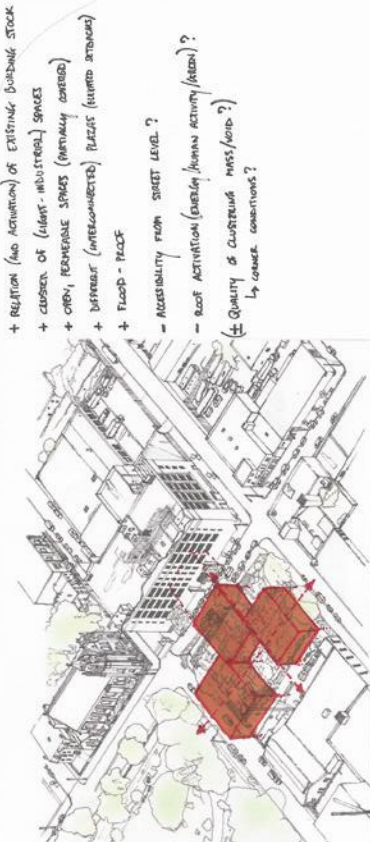 + RELATION (AND ACTIVATION) OF EXISTING BUILDING STOCK
+ CLUSTER OF (LIGHT-INDUSTRIAL) SPACES
+ OPEN, PERMEABLE SPACES (PARTIALLY COVERED)
+ DIFFERENT (INTERCONNECTED) PLAZAS (ELEVATED SETBACKS)
+ FLOOD-PROOF
- ACCESSIBILITY FROM STREET LEVEL?
- ROOF ACTIVATION (ENERGY/HUMAN ACTIVITY/GREEN)?
(± QUALITY OF CLUSTERING MASS/VOID?)
↳ CORNER CONDITIONS?